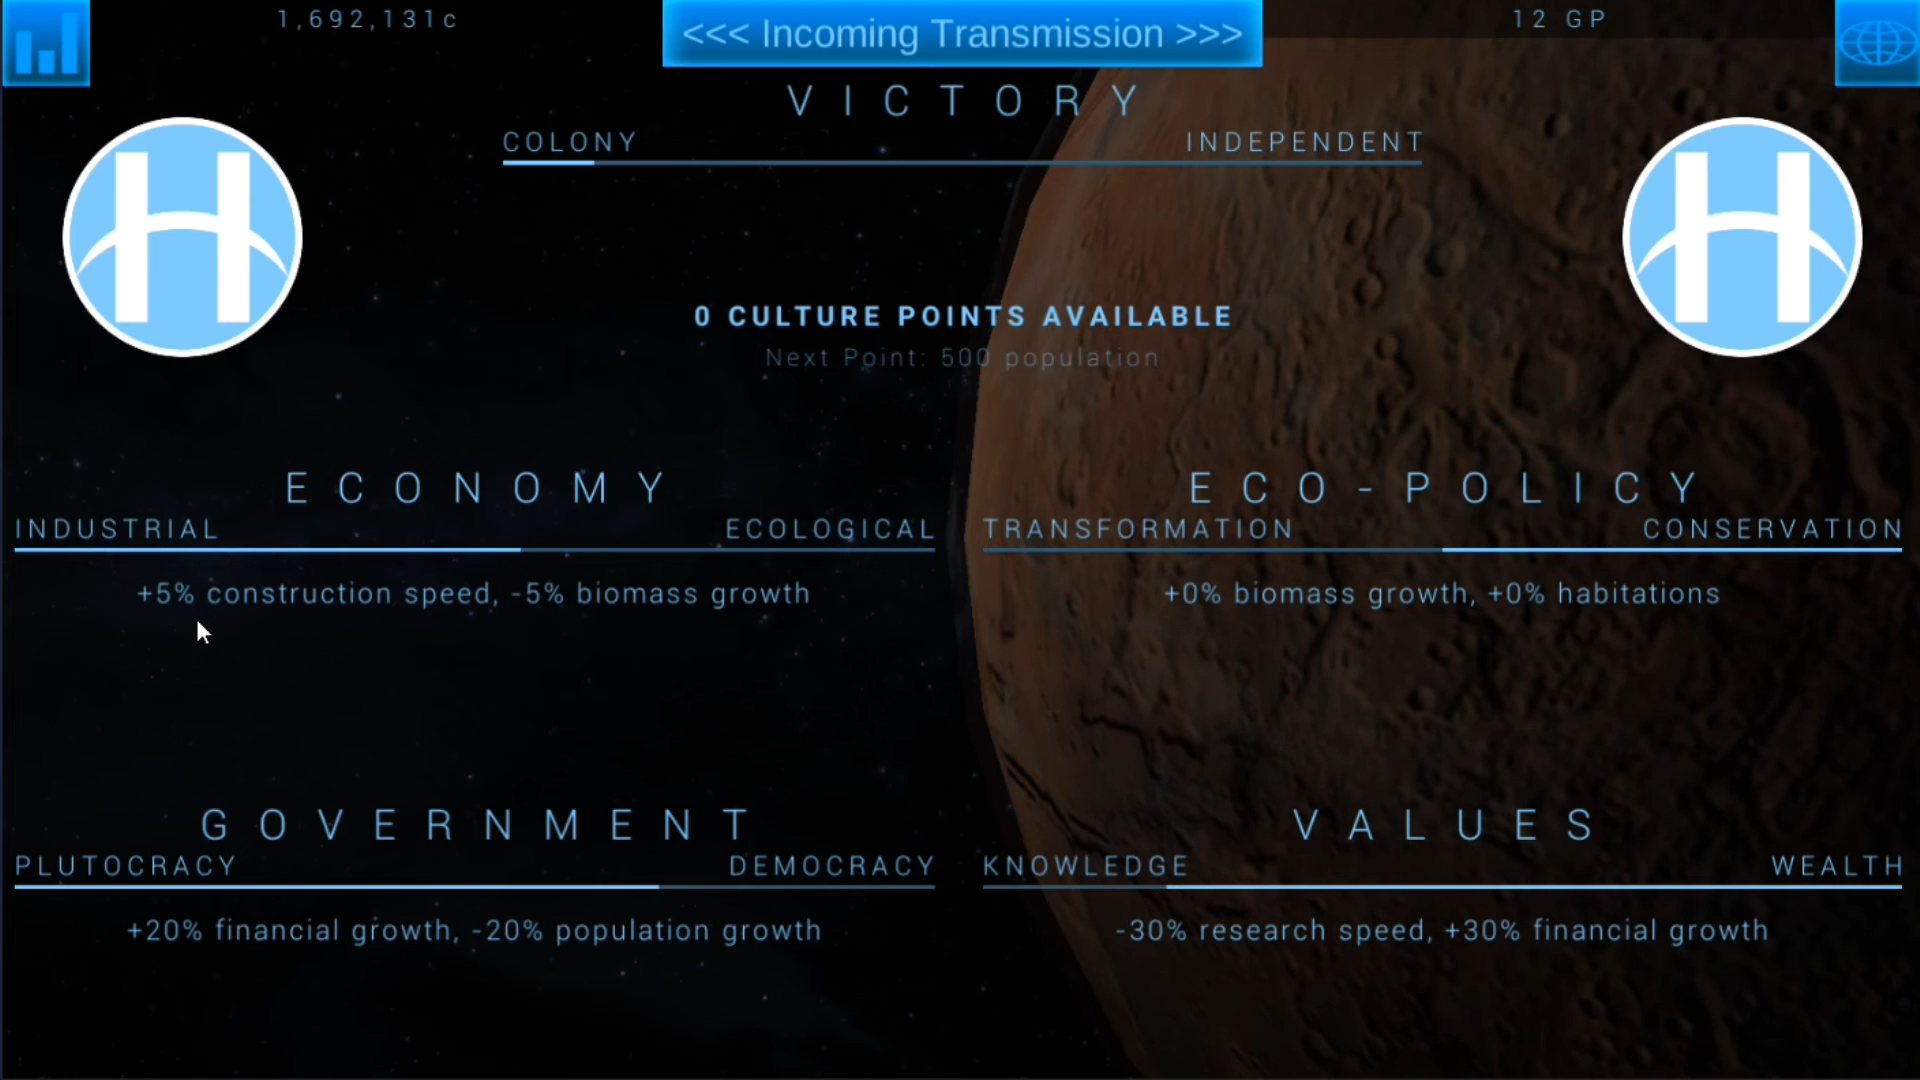 1,692,131c
<<< Incoming Transmission >>>
12 GP
VICTORY
COLONY
INDEPENDENT
H
H
0 CULTURE POINTS AVAILABLE
Next Point: 500 population
ECONOMY
INDUSTRIAL
ECOLOGICAL
+5% construction speed, -5% biomass growth
ECO-POLICY
TRANSFORMATION
CONSERVATION
+0% biomass growth, +0% habitations
GOVERNMENT
PLUTOCRACY
DEMOCRACY
+20% financial growth, -20% population growth
VALUES
KNOWLEDGE
WEALTH
-30% research speed, +30% financial growth